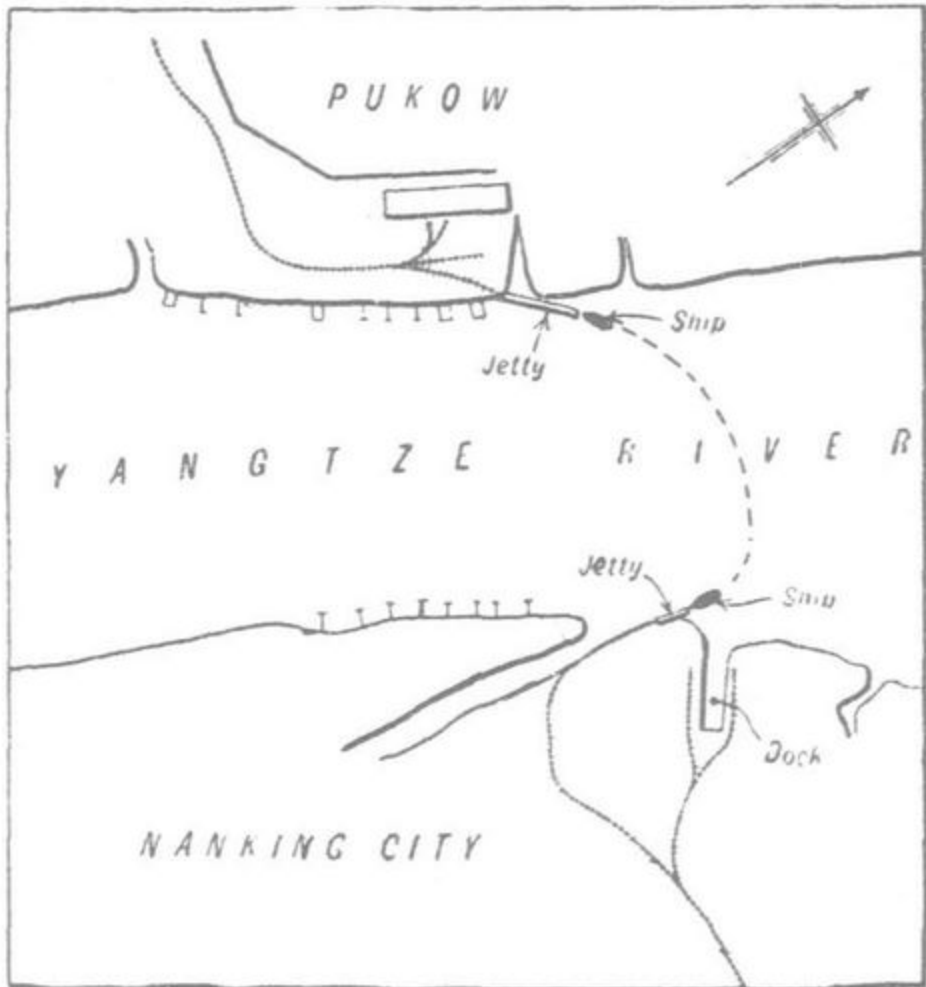 PUKOW
Ship
Jetty
YANGTZE RIVER
Jetty
Ship
Dock
NANKING CITY